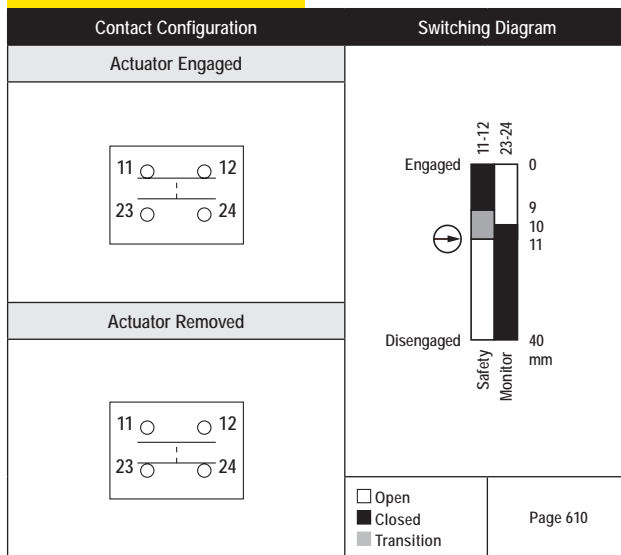 Contact Configuration
Switching Diagram
Actuator Engaged
11 12
23 24
Actuator Removed
11 12
23 24
11-12 23-24
Engaged 0
9
10
11
Disengaged 40
mm
Safety Monitor
Open
Closed
Transition
Page 610